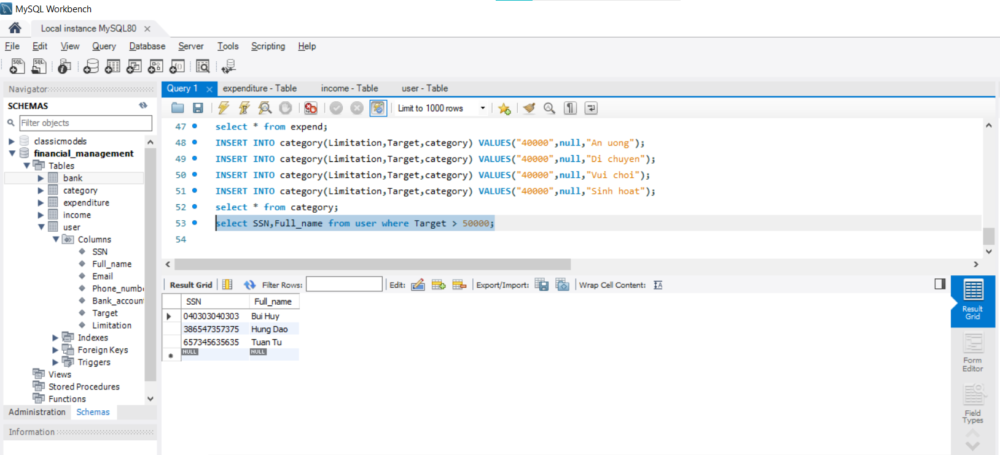 MySQL Workbench
Local instance MySQL80
File Edit View Query Database Server Tools Scripting Help
Navigator
SCHEMAS
Filter objects
classicmodels
financial_management
Tables
bank
category
expenditure
income
user
Columns
SSN
Full_name
Email
Phone_numb
Bank_accoun
Target
Limitation
Indexes
Foreign Keys
Triggers
Views
Stored Procedures
Functions
Administration Schemas
Information
Query 1 expenditure - Table income - Table user - Table
Limit to 1000 rows
47 select * from expend;
48 INSERT INTO category(Limitation,Target,category) VALUES("40000",null,"An uong");
49 INSERT INTO category(Limitation,Target,category) VALUES("40000",null,"Di chuyen");
50 INSERT INTO category(Limitation,Target,category) VALUES("40000",null,"Vui choi");
51 INSERT INTO category(Limitation,Target,category) VALUES("40000",null,"Sinh hoat");
52 select * from category;
53 select SSN,Full_name from user where Target > 50000;
54
Result Grid Filter Rows: Edit: Export/Import: Wrap Cell Content:
SSN Full_name
040303040303 Bui Huy
386547357375 Hung Dao
657345635635 Tuan Tu
NULL NULL
Result
Grid
Form
Editor
Field
Types